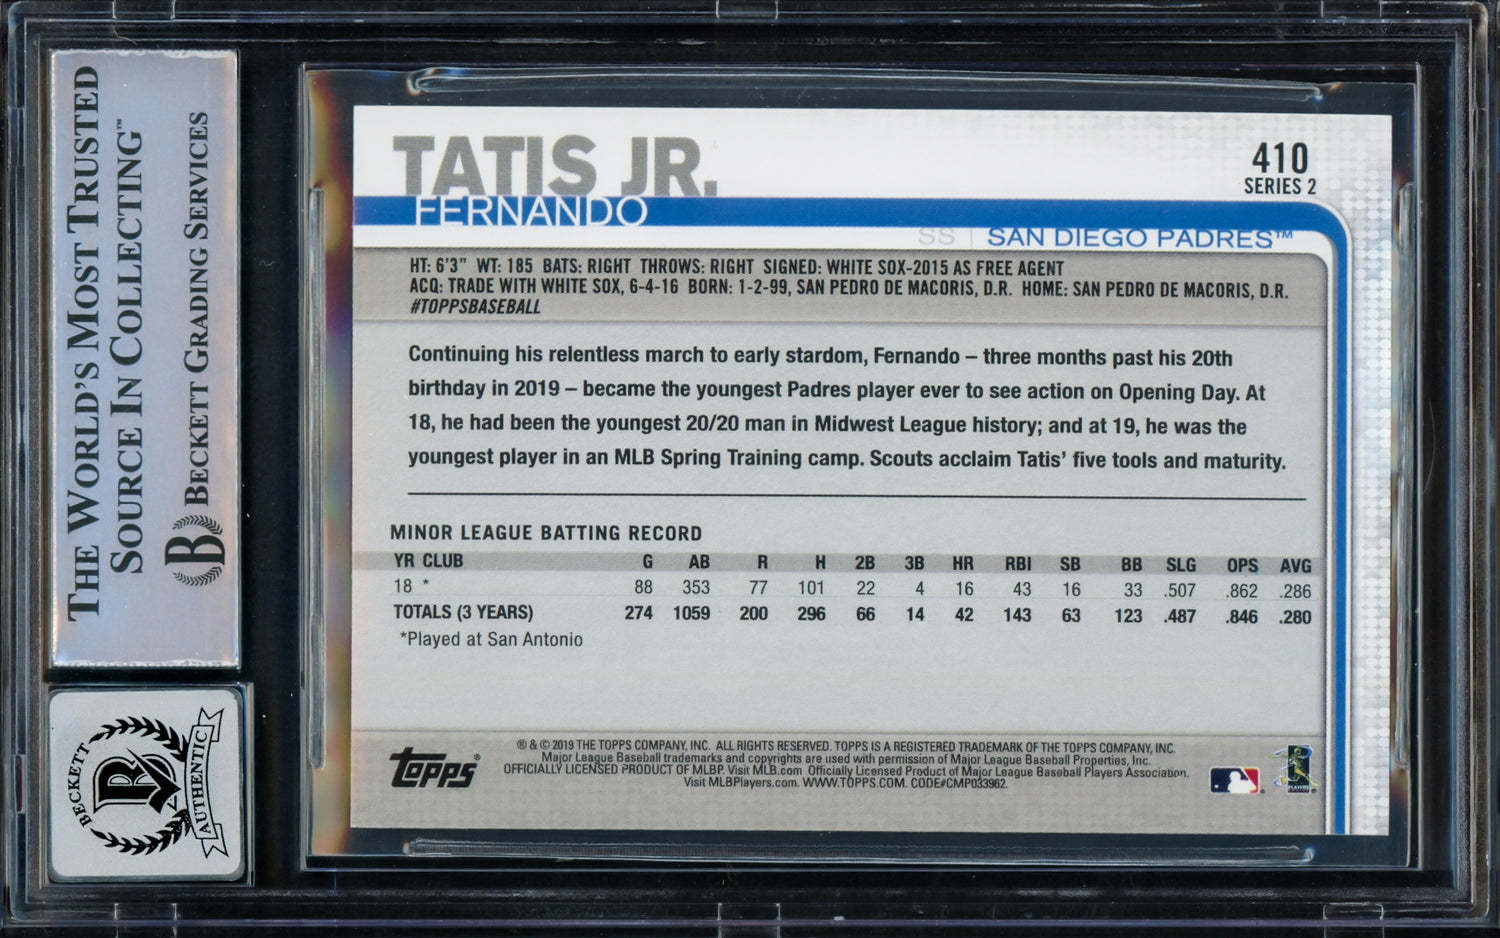 THE WORLD'S MOST TRUSTED
SOURCE IN COLLECTING™
BECKETT GRADING SERVICES
B
BECKETT
AUTHENTIC
TATIS JR.
FERNANDO
410
SERIES 2
SS | SAN DIEGO PADRES™
HT: 6'3" WT: 185 BATS: RIGHT THROWS: RIGHT SIGNED: WHITE SOX-2015 AS FREE AGENT
ACQ: TRADE WITH WHITE SOX, 6-4-16 BORN: 1-2-99, SAN PEDRO DE MACORIS, D.R. HOME: SAN PEDRO DE MACORIS, D.R.
#TOPPSBASEBALL
Continuing his relentless march to early stardom, Fernando – three months past his 20th
birthday in 2019 – became the youngest Padres player ever to see action on Opening Day. At
18, he had been the youngest 20/20 man in Midwest League history; and at 19, he was the
youngest player in an MLB Spring Training camp. Scouts acclaim Tatis' five tools and maturity.
MINOR LEAGUE BATTING RECORD
YR CLUB G AB R H 2B 3B HR RBI SB BB SLG OPS AVG
18 * 88 353 77 101 22 4 16 43 16 33 .507 .862 .286
TOTALS (3 YEARS) 274 1059 200 296 66 14 42 143 63 123 .487 .846 .280
*Played at San Antonio
Topps®
® & © 2019 THE TOPPS COMPANY, INC. ALL RIGHTS RESERVED. TOPPS IS A REGISTERED TRADEMARK OF THE TOPPS COMPANY, INC.
Major League Baseball trademarks and copyrights are used with permission of Major League Baseball Properties, Inc.
OFFICIALLY LICENSED PRODUCT OF MLBP. Visit MLB.com Officially Licensed Product of Major League Baseball Players Association.
Visit MLBPlayers.com. WWW.TOPPS.COM. CODE#CMP033962.
PLAYERS